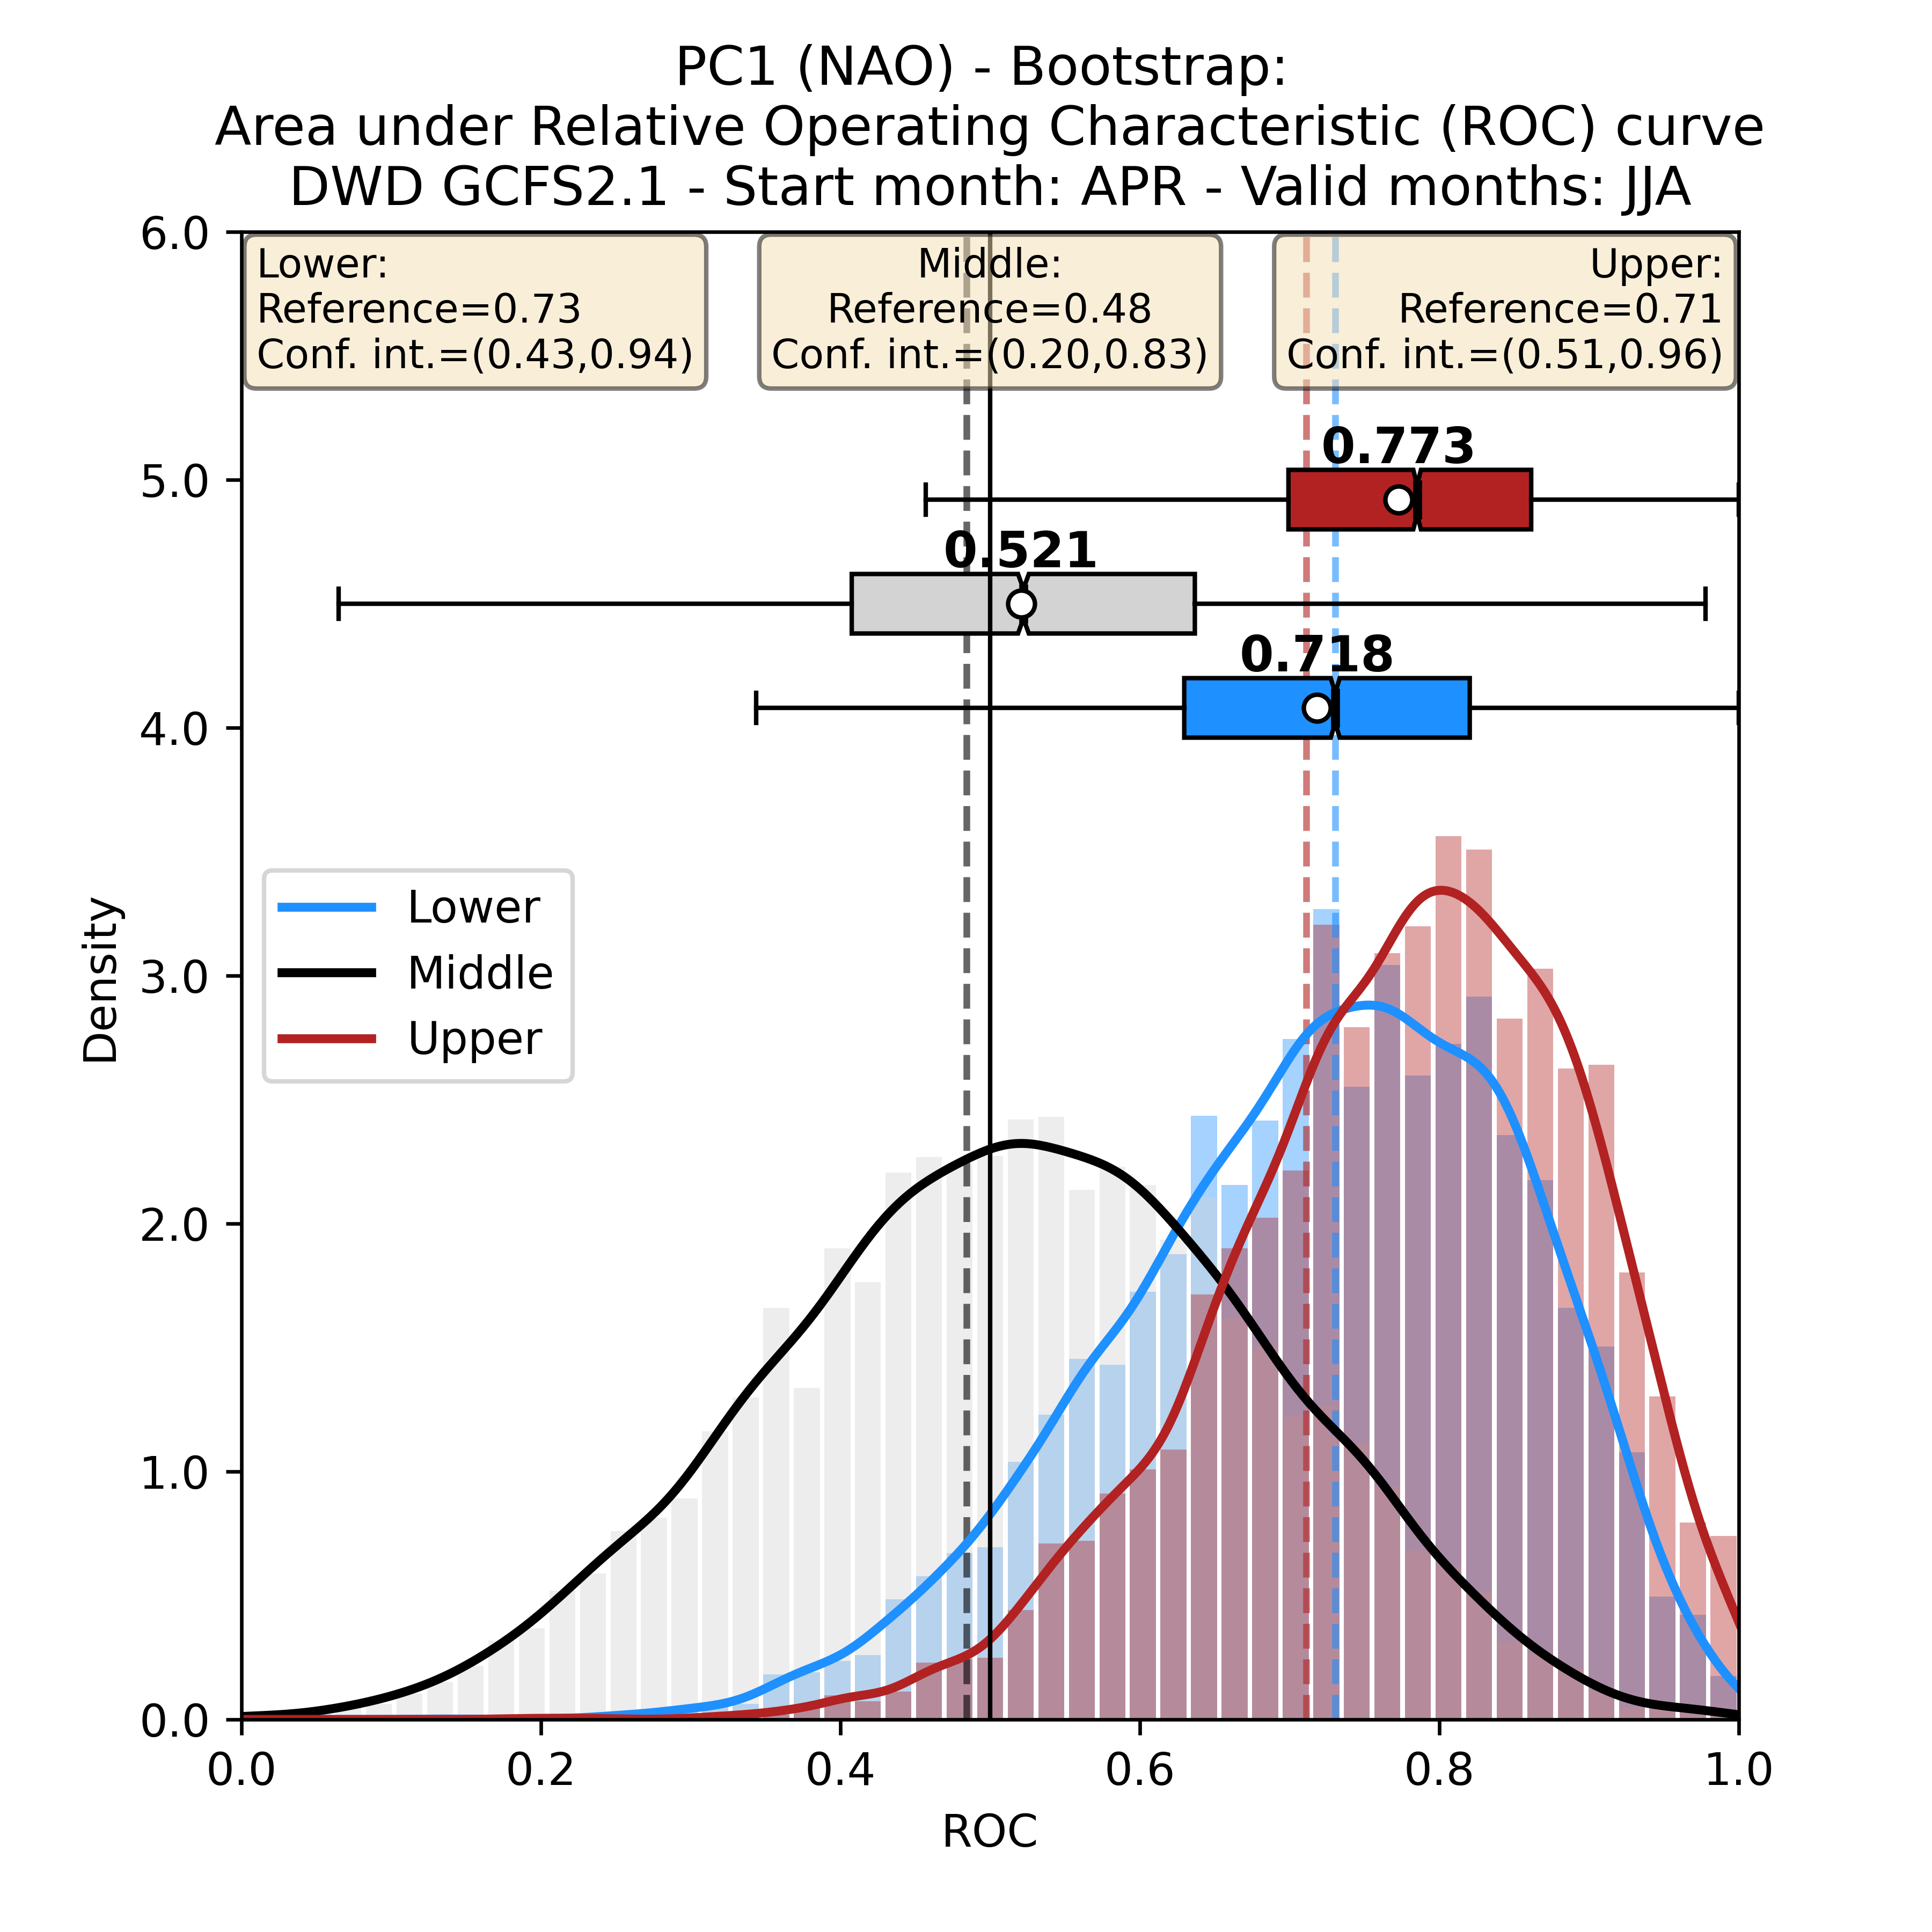 PC1 (NAO) - Bootstrap:
Area under Relative Operating Characteristic (ROC) curve
DWD GCFS2.1 - Start month: APR - Valid months: JJA
Lower:
Reference=0.73
Conf. int.=(0.43,0.94)
Middle:
Reference=0.48
Conf. int.=(0.20,0.83)
Upper:
Reference=0.71
Conf. int.=(0.51,0.96)
0.773
0.521
0.718
Lower
Middle
Upper
Density
6.0
5.0
4.0
3.0
2.0
1.0
0.0
0.0 0.2 0.4 0.6 0.8 1.0
ROC